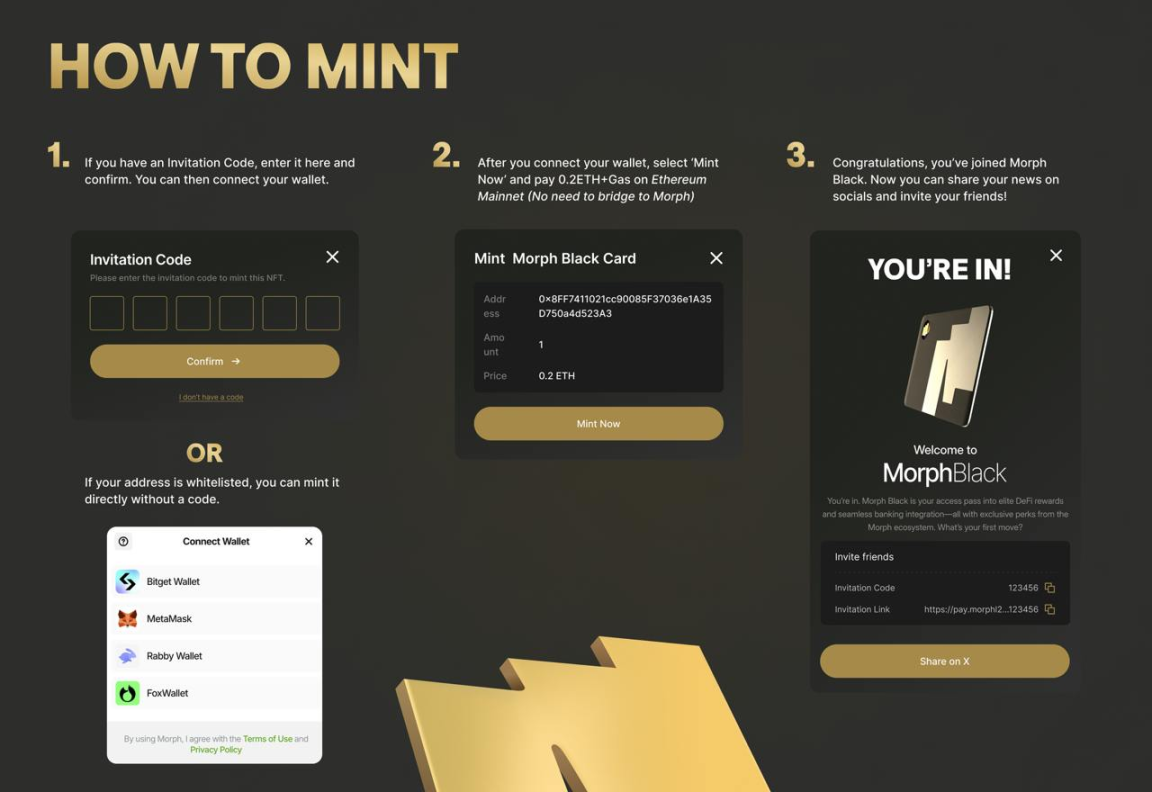 HOW TO MINT
1.
If you have an Invitation Code, enter it here and
confirm. You can then connect your wallet.
Invitation Code
Please enter the invitation code to mint this NFT.
Confirm →
I don't have a code
OR
If your address is whitelisted, you can mint it
directly without a code.
Connect Wallet
Bitget Wallet
MetaMask
Rabby Wallet
FoxWallet
By using Morph, I agree with the Terms of Use and
Privacy Policy
2.
After you connect your wallet, select ‘Mint
Now’ and pay 0.2ETH+Gas on Ethereum
Mainnet (No need to bridge to Morph)
Mint Morph Black Card
Addr
ess
0×8FF7411021cc90085F37036e1A35
D750a4d523A3
Amo
unt
1
Price 0.2 ETH
Mint Now
3.
Congratulations, you’ve joined Morph
Black. Now you can share your news on
socials and invite your friends!
YOU’RE IN!
Welcome to
MorphBlack
You're in. Morph Black is your access pass into elite DeFi rewards
and seamless banking integration—all with exclusive perks from the
Morph ecosystem. What's your first move?
Invite friends
Invitation Code 123456
Invitation Link https://pay.morphl2...123456
Share on X